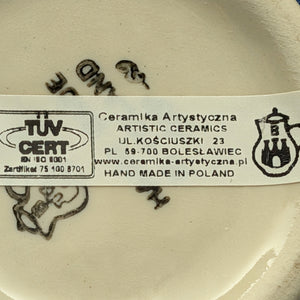 TÜV
CERT
EN ISO 9001
Zertifikat 75 100 8701
Ceramika Artystyczna
ARTISTIC CERAMICS
UL.KOŚCIUSZKI 23
PL 59-700 BOLESŁAWIEC
www.ceramika-artystyczna.pl
HAND MADE IN POLAND